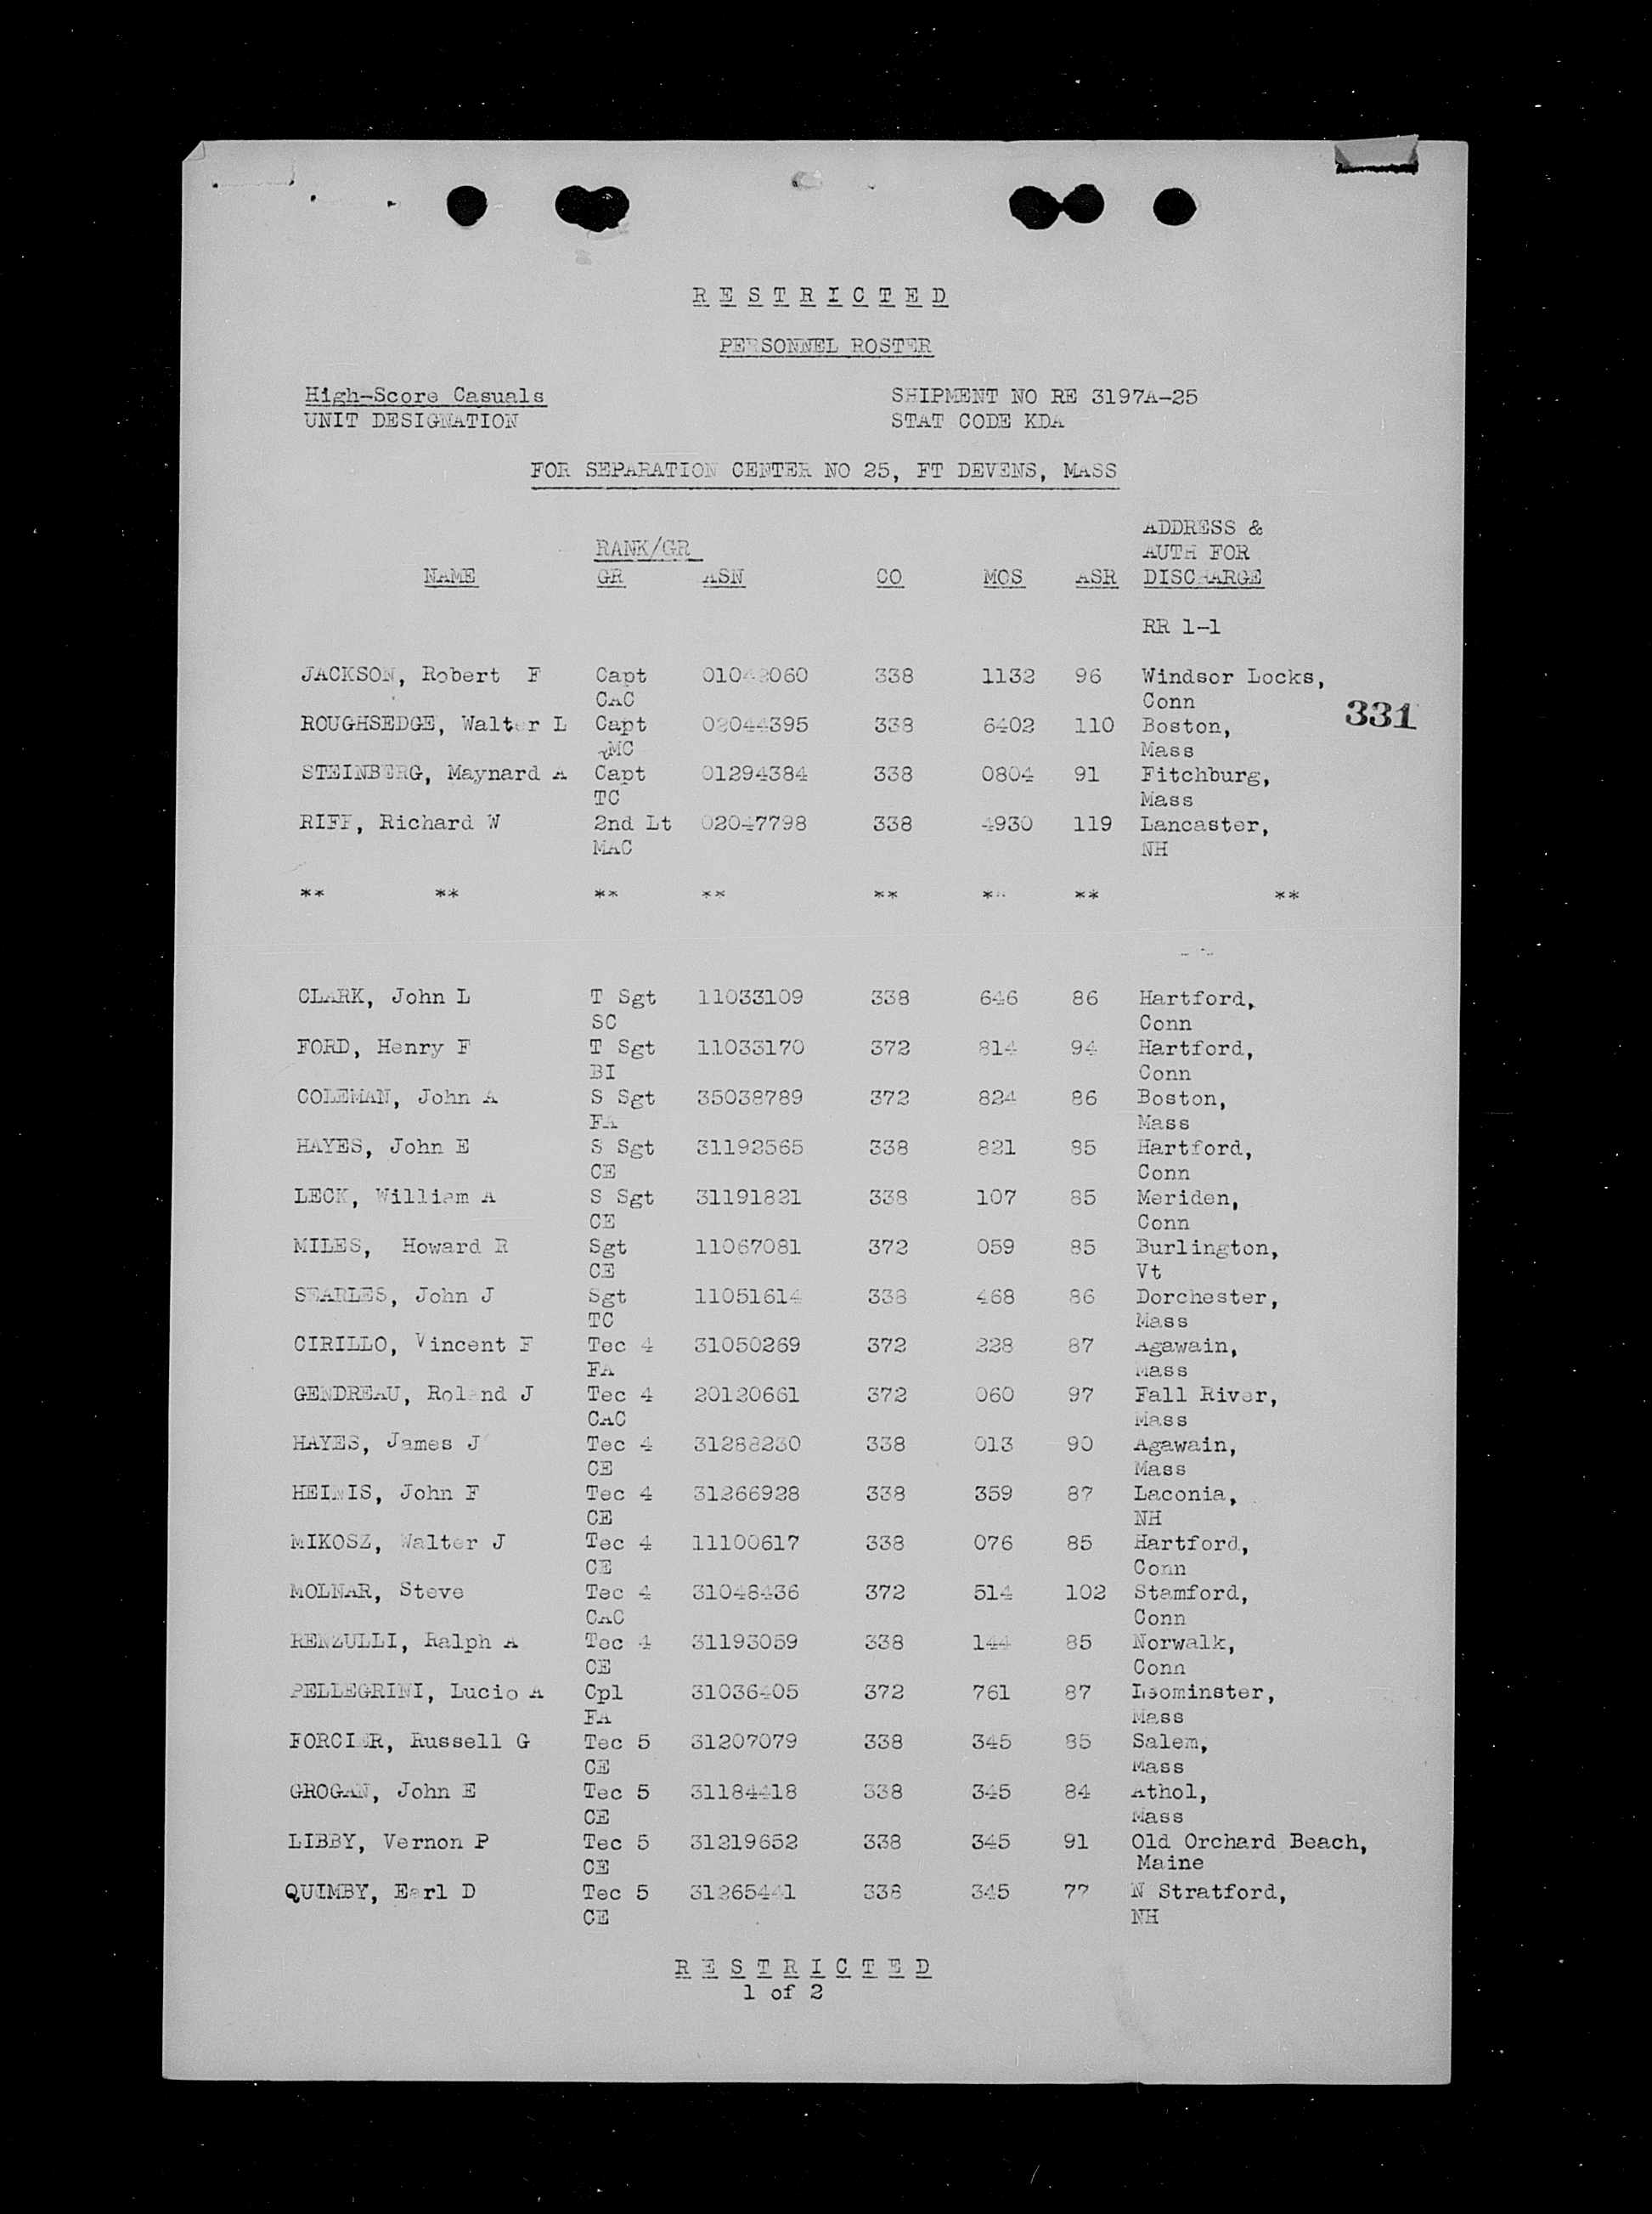 RESTRICTED
PERSONNEL ROSTER
High-Score Casuals SHIPMENT NO RE 3197A-25
UNIT DESIGNATION STAT CODE KDA
FOR SEPARATION CENTER NO 25, FT DEVENS, MASS
ADDRESS &
RANK/GR AUTH FOR
NAME GR ASN CO MOS ASR DISCHARGE
RR 1-1
JACKSON, Robert F Capt 01042060 338 1132 96 Windsor Locks,
CAC Conn
331
ROUGHSEDGE, Walter L Capt 02044395 338 6402 110 Boston,
QMC Mass
STEINBERG, Maynard A Capt 01294384 338 0804 91 Fitchburg,
TC Mass
RIFF, Richard W 2nd Lt 02047798 338 4930 119 Lancaster,
MAC NH
** ** ** ** ** ** ** **
CLARK, John L T Sgt 11033109 338 646 86 Hartford,
SC Conn
FORD, Henry F T Sgt 11033170 372 814 94 Hartford,
BI Conn
COLEMAN, John A S Sgt 35038789 372 824 86 Boston,
FA Mass
HAYES, John E S Sgt 31192565 338 821 85 Hartford,
CE Conn
LECK, William A S Sgt 31191821 338 107 85 Meriden,
CE Conn
MILES, Howard R Sgt 11067081 372 059 85 Burlington,
CE Vt
SEARLES, John J Sgt 11051614 338 468 86 Dorchester,
TC Mass
CIRILLO, Vincent F Tec 4 31050269 372 228 87 Agawain,
FA Mass
GENDREAU, Roland J Tec 4 20120661 372 060 97 Fall River,
CAC Mass
HAYES, James J Tec 4 31288230 338 013 90 Agawain,
CE Mass
John F Tec 4 31266928 338 359 87 Laconia,
CE NH
MIKOSZ, Walter J Tec 4 11100617 338 076 85 Hartford,
CE Conn
MOLNAR, Steve Tec 4 31048436 372 514 102 Stamford,
CAC Conn
RENZULLI, Ralph A Tec 4 31193059 338 144 85 Norwalk,
CE Conn
PELLEGRINI, Lucio A Cpl 31036405 372 761 87 Leominster,
FA Mass
FORCIER, Russell G Tec 5 31207079 338 345 85 Salem,
CE Mass
GROGAN, John E Tec 5 31184418 338 345 84 Athol,
CE Mass
LIBBY, Vernon P Tec 5 31219652 338 345 91 Old Orchard Beach,
CE Maine
QUIMBY, Earl D Tec 5 31265441 338 345 77 N Stratford,
CE NH
RESTRICTED
1 of 2